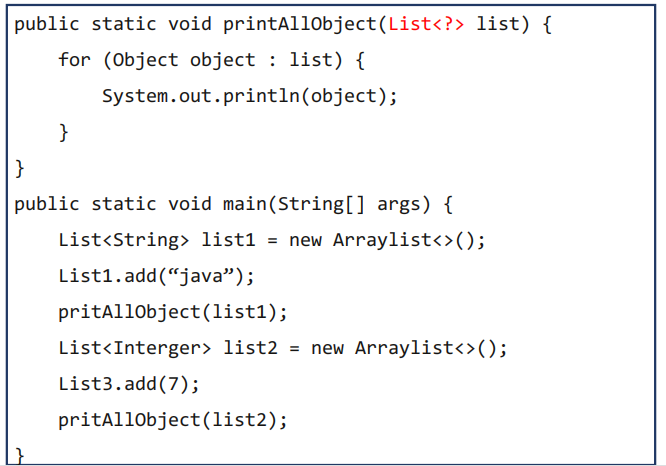 public static void printAllObject(List<?> list) {
    for (Object object : list) {
        System.out.println(object);
    }
}
public static void main(String[] args) {
    List<String> list1 = new Arraylist<>();
    List1.add(“java”);
    pritAllObject(list1);
    List<Interger> list2 = new Arraylist<>();
    List3.add(7);
    pritAllObject(list2);
}